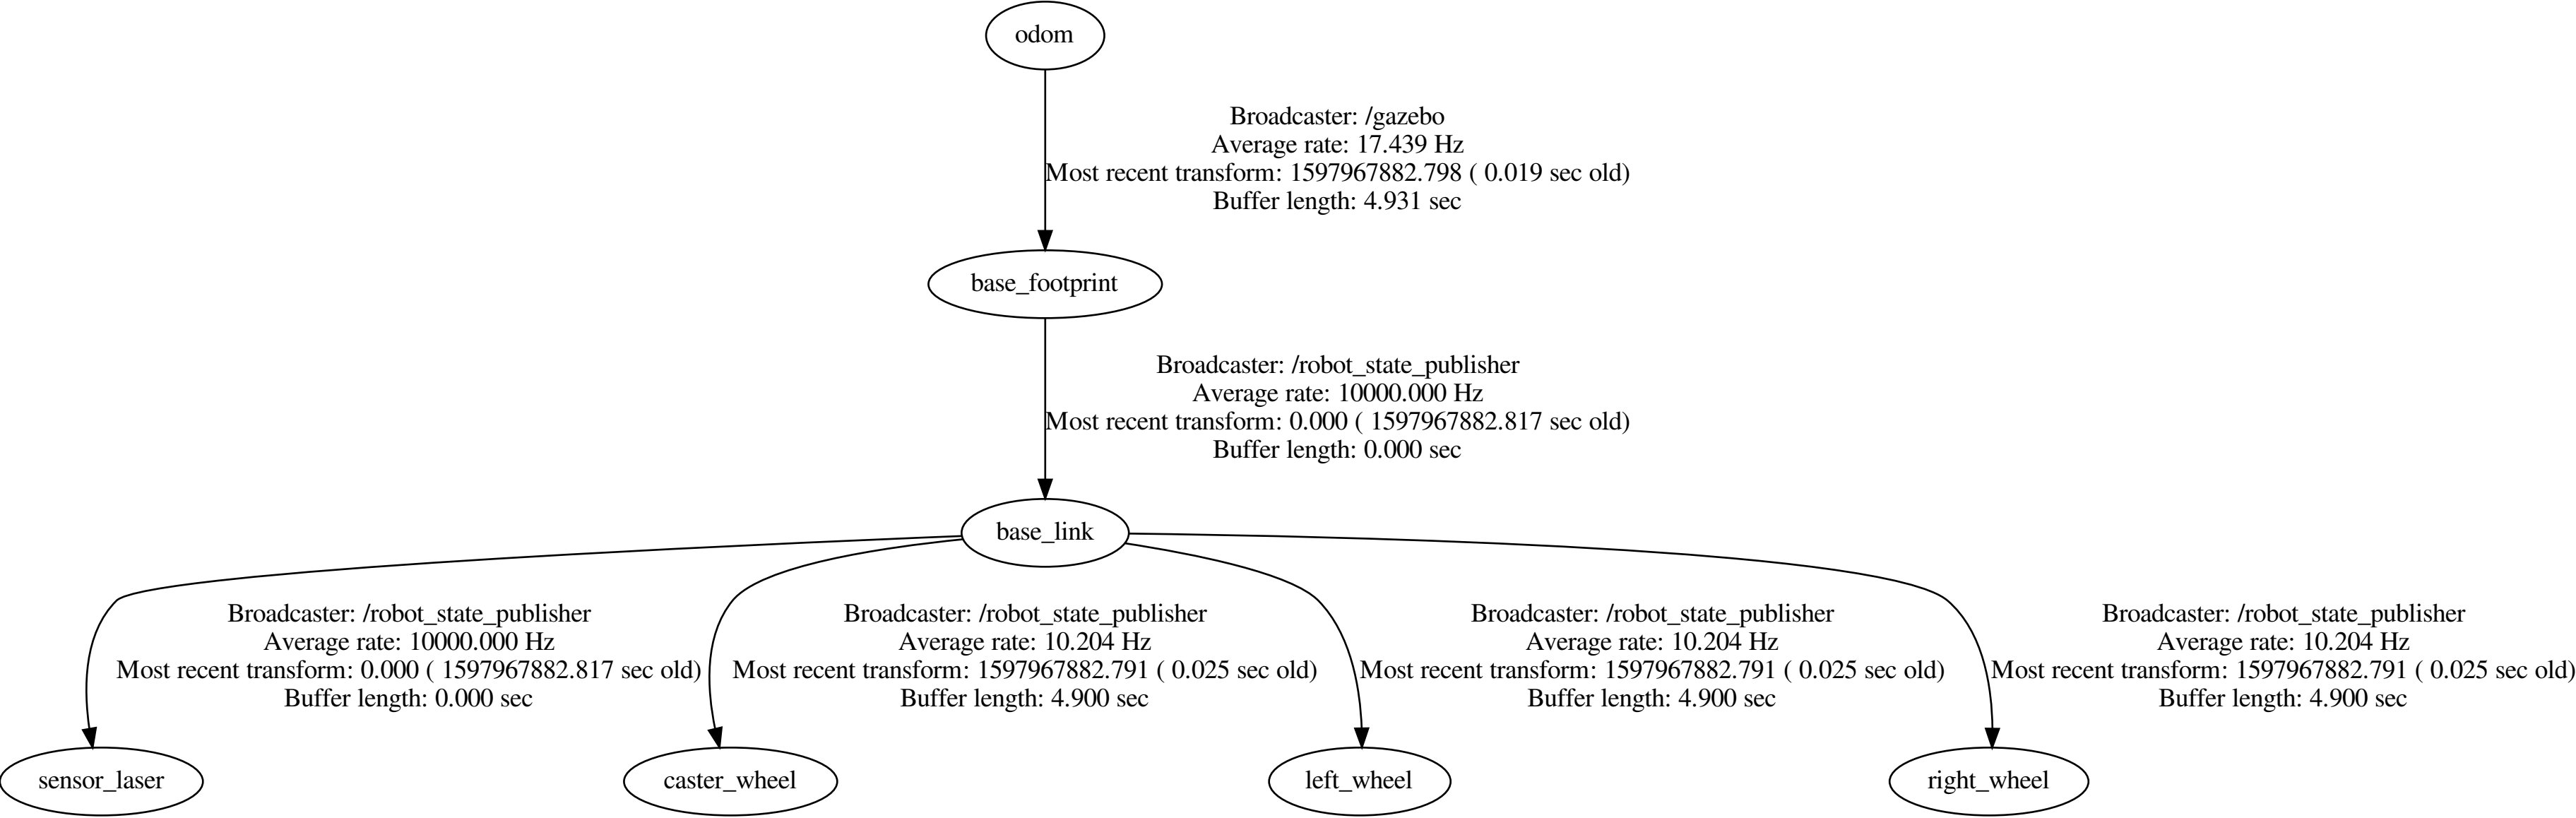 odom
Broadcaster: /gazebo
Average rate: 17.439 Hz
Most recent transform: 1597967882.798 ( 0.019 sec old)
Buffer length: 4.931 sec
base_footprint
Broadcaster: /robot_state_publisher
Average rate: 10000.000 Hz
Most recent transform: 0.000 ( 1597967882.817 sec old)
Buffer length: 0.000 sec
base_link
Broadcaster: /robot_state_publisher
Average rate: 10000.000 Hz
Most recent transform: 0.000 ( 1597967882.817 sec old)
Buffer length: 0.000 sec
Broadcaster: /robot_state_publisher
Average rate: 10.204 Hz
Most recent transform: 1597967882.791 ( 0.025 sec old)
Buffer length: 4.900 sec
Broadcaster: /robot_state_publisher
Average rate: 10.204 Hz
Most recent transform: 1597967882.791 ( 0.025 sec old)
Buffer length: 4.900 sec
Broadcaster: /robot_state_publisher
Average rate: 10.204 Hz
Most recent transform: 1597967882.791 ( 0.025 sec old)
Buffer length: 4.900 sec
sensor_laser
caster_wheel
left_wheel
right_wheel